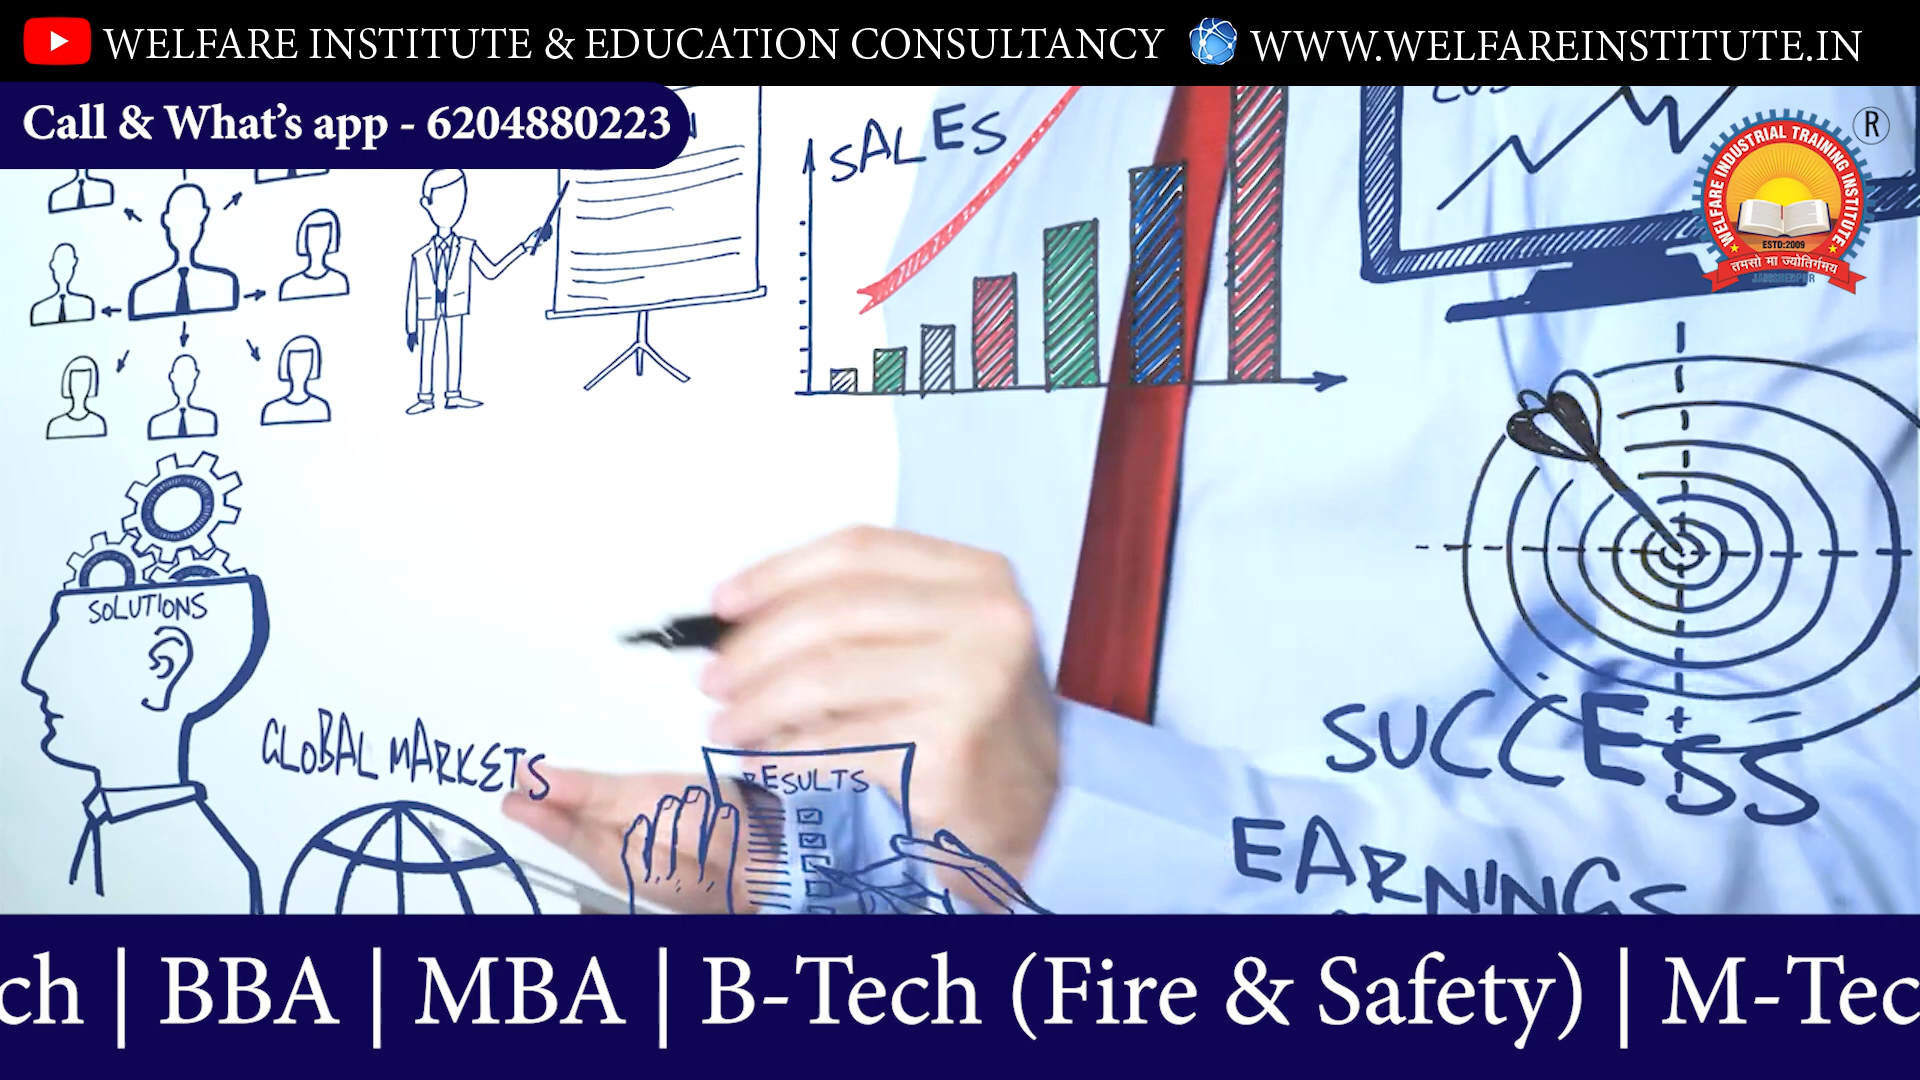 WELFARE INSTITUTE & EDUCATION CONSULTANCY WWW.WELFAREINSTITUTE.IN
Call & What’s app - 6204880223
SALES
®
WELFARE INDUSTRIAL TRAINING INSTITUTE
ESTD:2009
तमसो मा ज्योतिर्गमय
JAMSHEDPUR
SOLUTIONS
GLOBAL MARKETS
RESULTS
SUCCESS
EARNINGS
ch | BBA | MBA | B-Tech (Fire & Safety) | M-Tec